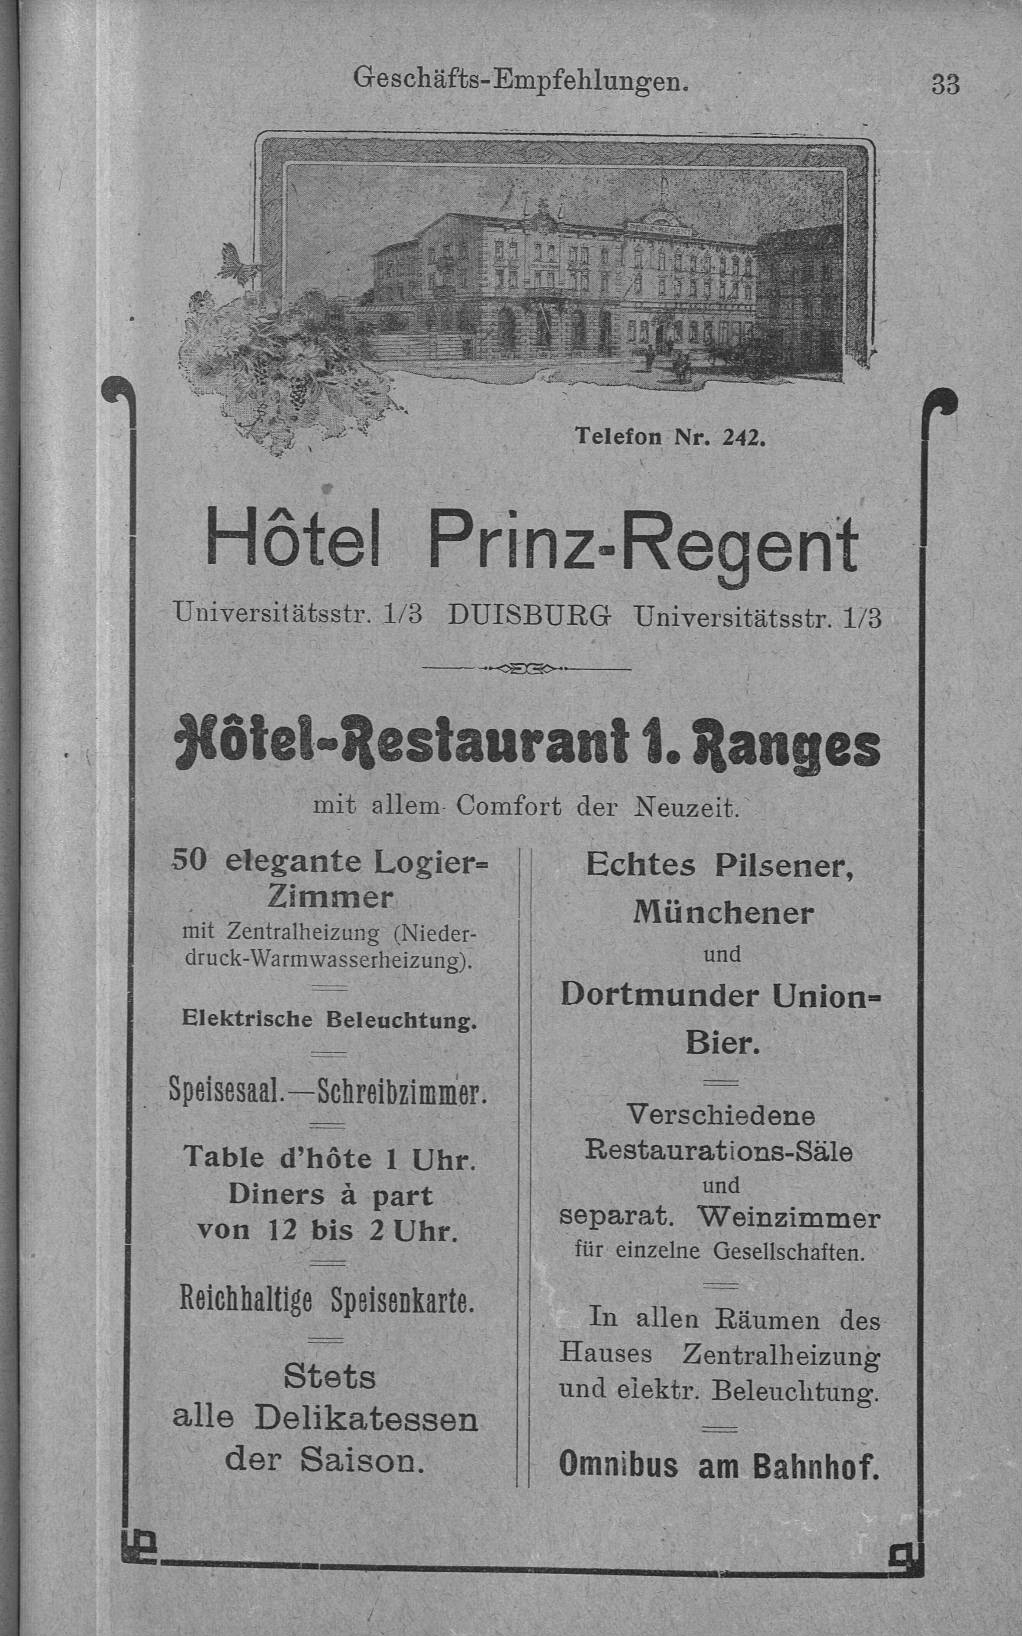 Geschäfts-Empfehlungen.
33
Telefon Nr. 242.
Hôtel Prinz-Regent
Universitätsstr. 1/3 DUISBURG Universitätsstr. 1/3
Hôtel-Restaurant 1. Ranges
mit allem Comfort der Neuzeit.
50 elegante Logier-
Zimmer
mit Zentralheizung (Nieder-
druck-Warmwasserheizung).
Elektrische Beleuchtung.
Speisesaal.—Schreibzimmer.
Table d'hôte 1 Uhr.
Diners à part
von 12 bis 2 Uhr.
Reichhaltige Speisenkarte.
Stets
alle Delikatessen
der Saison.
Echtes Pilsener,
Münchener
und
Dortmunder Union-
Bier.
Verschiedene
Restaurations-Säle
und
separat. Weinzimmer
für einzelne Gesellschaften.
In allen Räumen des
Hauses Zentralheizung
und elektr. Beleuchtung.
Omnibus am Bahnhof.